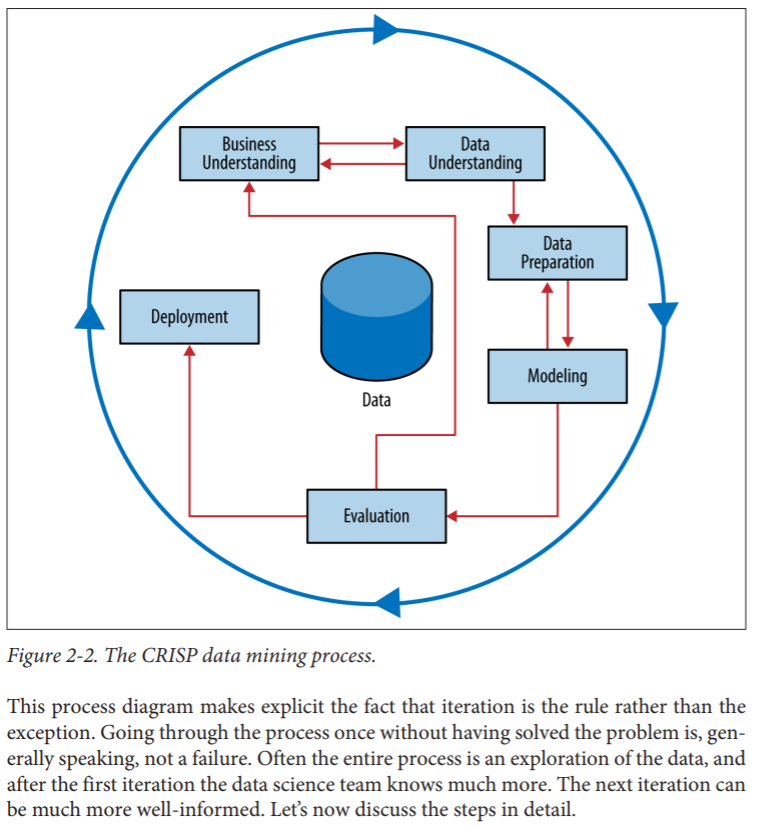 Business
Understanding
Data
Understanding
Data
Preparation
Deployment
Modeling
Data
Evaluation
Figure 2-2. The CRISP data mining process.
This process diagram makes explicit the fact that iteration is the rule rather than the
exception. Going through the process once without having solved the problem is, gen-
erally speaking, not a failure. Often the entire process is an exploration of the data, and
after the first iteration the data science team knows much more. The next iteration can
be much more well-informed. Let’s now discuss the steps in detail.